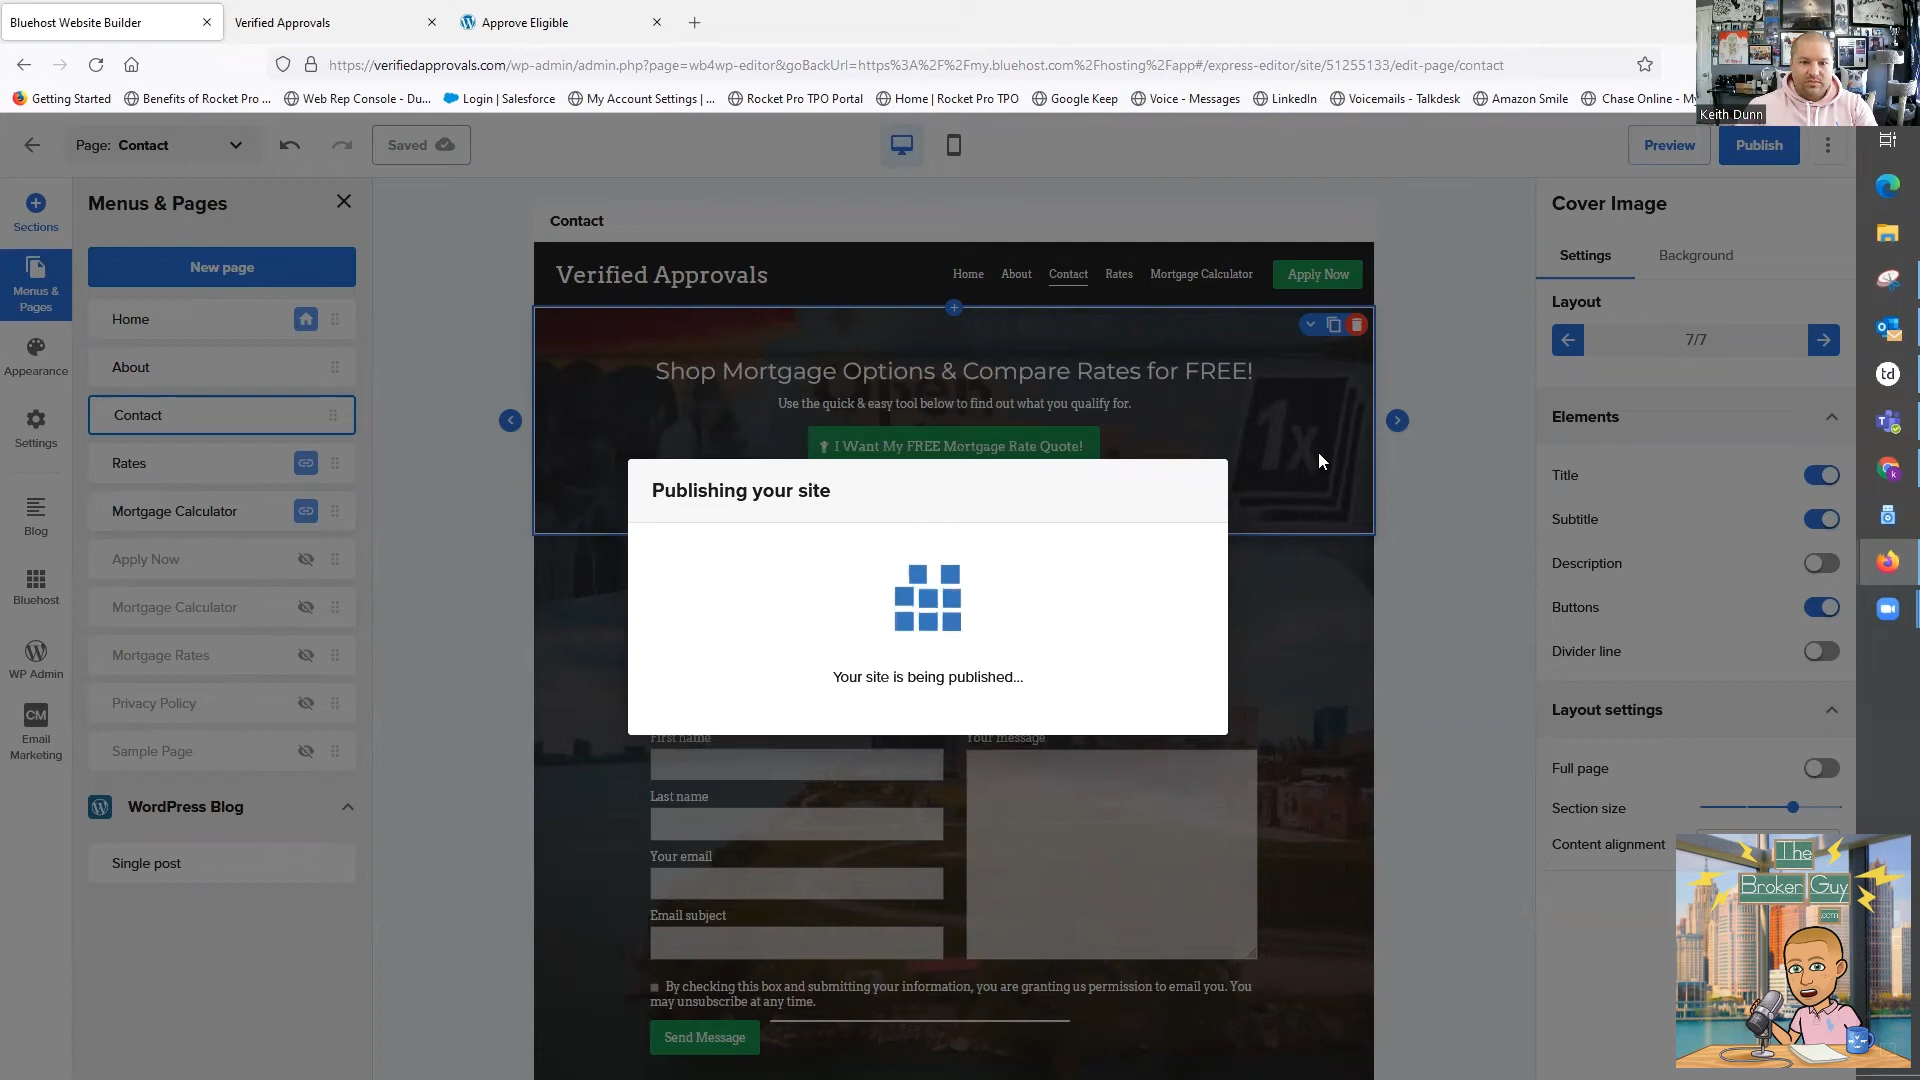 Bluehost Website Builder
Verified Approvals
Approve Eligible
https://verifiedapprovals.com/wp-admin/admin.php?page=wb4wp-editor&goBackUrl=https%3A%2F%2Fmy.bluehost.com%2Fhosting%2Fapp#/express-editor/site/51255133/edit-page/contact
Getting Started
Benefits of Rocket Pro ...
Web Rep Console - Du...
Login | Salesforce
My Account Settings | ...
Rocket Pro TPO Portal
Home | Rocket Pro TPO
Google Keep
Voice - Messages
LinkedIn
Voicemails - Talkdesk
Amazon Smile
Chase Online - My
Keith Dunn
Page: Contact
Saved
Preview
Publish
Sections
Menus &
Pages
Appearance
Settings
Blog
Bluehost
WP Admin
CM
Email
Marketing
Menus & Pages
New page
Home
About
Contact
Rates
Mortgage Calculator
Apply Now
Mortgage Calculator
Mortgage Rates
Privacy Policy
Sample Page
WordPress Blog
Single post
Contact
Verified Approvals
Home
About
Contact
Rates
Mortgage Calculator
Apply Now
Shop Mortgage Options & Compare Rates for FREE!
Use the quick & easy tool below to find out what you qualify for.
I Want My FREE Mortgage Rate Quote!
1x
Publishing your site
Your site is being published...
First name
Your message
Last name
Your email
Email subject
By checking this box and submitting your information, you are granting us permission to email you. You
may unsubscribe at any time.
Send Message
Cover Image
Settings
Background
Layout
7/7
Elements
Title
Subtitle
Description
Buttons
Divider line
Layout settings
Full page
Section size
Content alignment
td
The
Broker Guy
.com